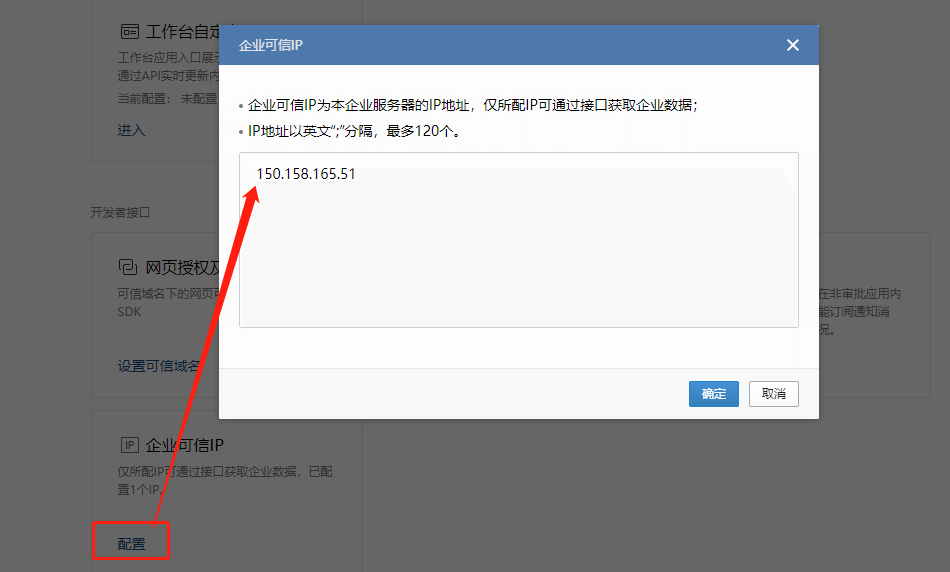 工作台自定
工作台应用入口展示
通过API实时更新内
当前配置： 未配置
进入
企业可信IP
• 企业可信IP为本企业服务器的IP地址，仅所配IP可通过接口获取企业数据；
• IP地址以英文“;”分隔，最多120个。
150.158.165.51
确定
取消
开发者接口
网页授权及
可信域名下的网页可
SDK
设置可信域名
在非审批应用内
能订阅通知消
况。
企业可信IP
仅所配IP可通过接口获取企业数据，已配
置1个IP。
配置